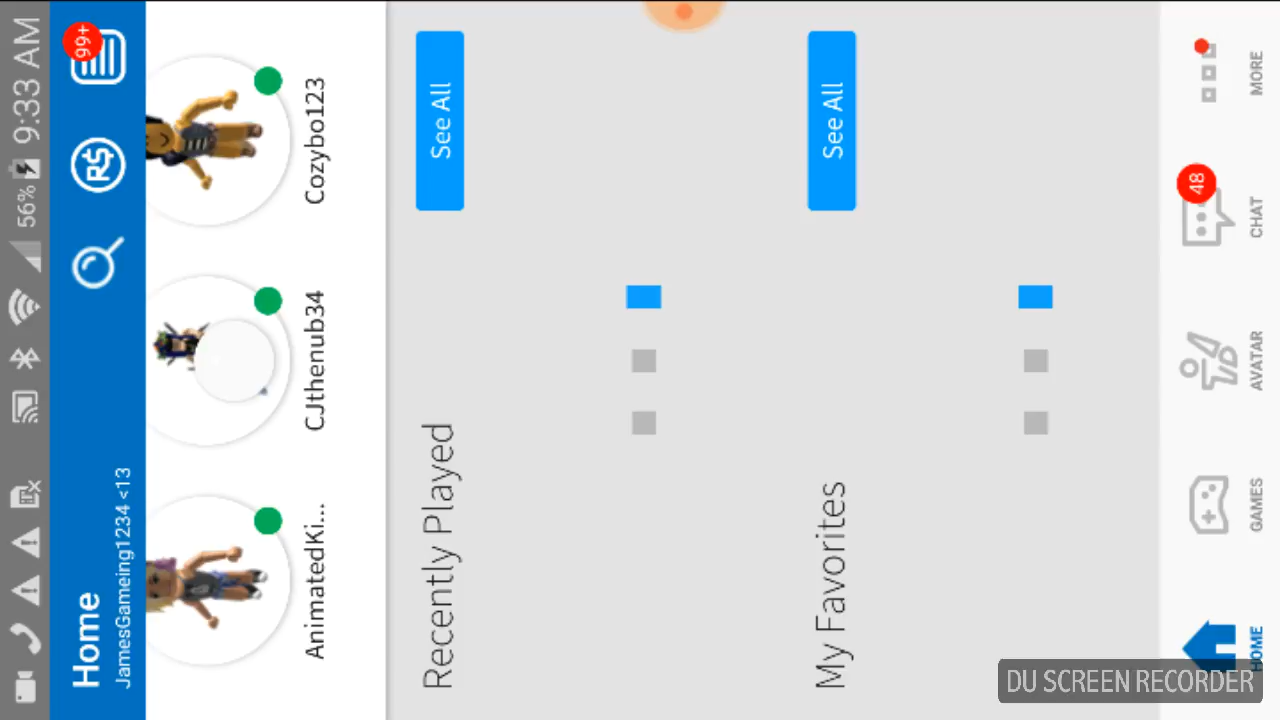 56% 9:33 AM
Home
JamesGameing1234 <13
R$
99+
AnimatedKi...
CJthenub34
Cozybo123
Recently Played
See All
My Favorites
See All
HOME
GAMES
AVATAR
48
CHAT
MORE
DU SCREEN RECORDER